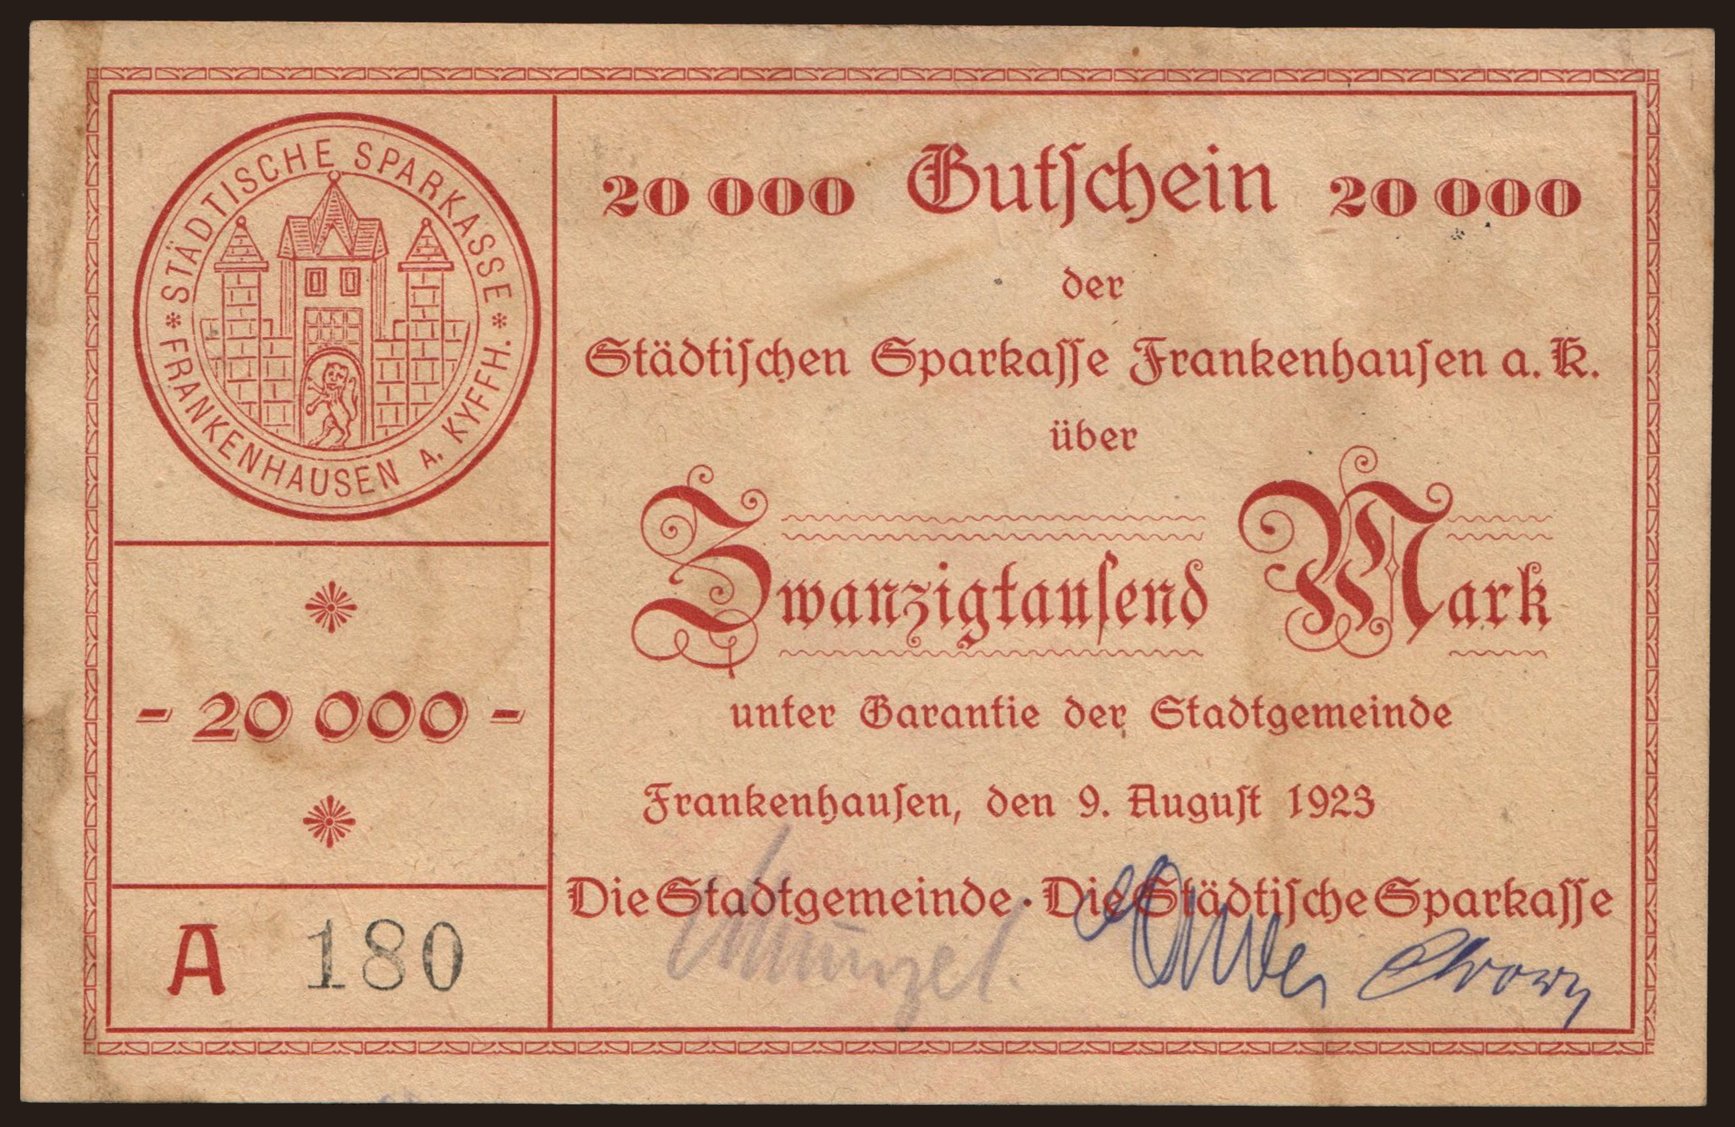 STÄDTISCHE SPARKASSE
* FRANKENHAUSEN A. KYFFH. *
- 20 000 -
A 180
20 000 Gutschein 20 000
der
Städtischen Sparkasse Frankenhausen a. K.
über
Zwanzigtausend Mark
unter Garantie der Stadtgemeinde
Frankenhausen, den 9. August 1923
Die Stadtgemeinde · Die Städtische Sparkasse